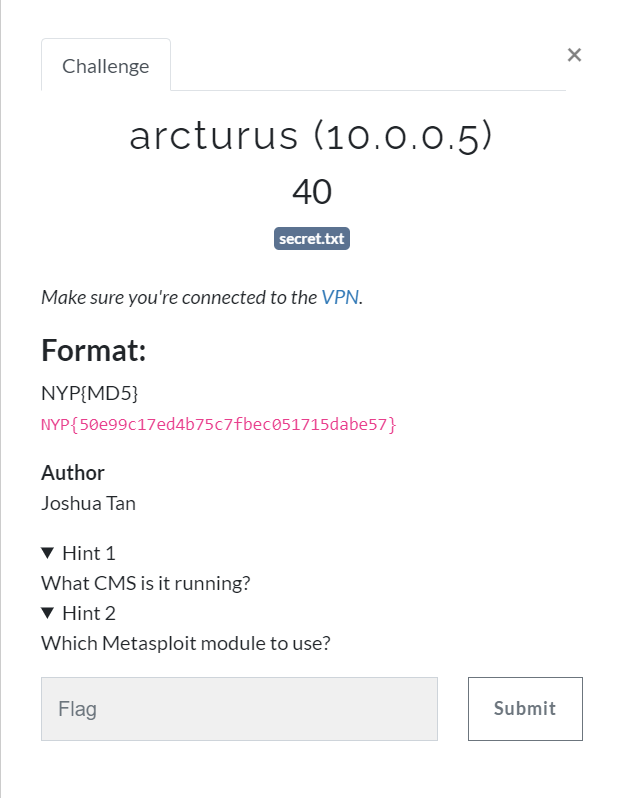 Challenge
×
arcturus (10.0.0.5)
40
secret.txt
Make sure you're connected to the VPN.
Format:
NYP{MD5}
NYP{50e99c17ed4b75c7fbec051715dabe57}
Author
Joshua Tan
▼ Hint 1
What CMS is it running?
▼ Hint 2
Which Metasploit module to use?
Flag
Submit